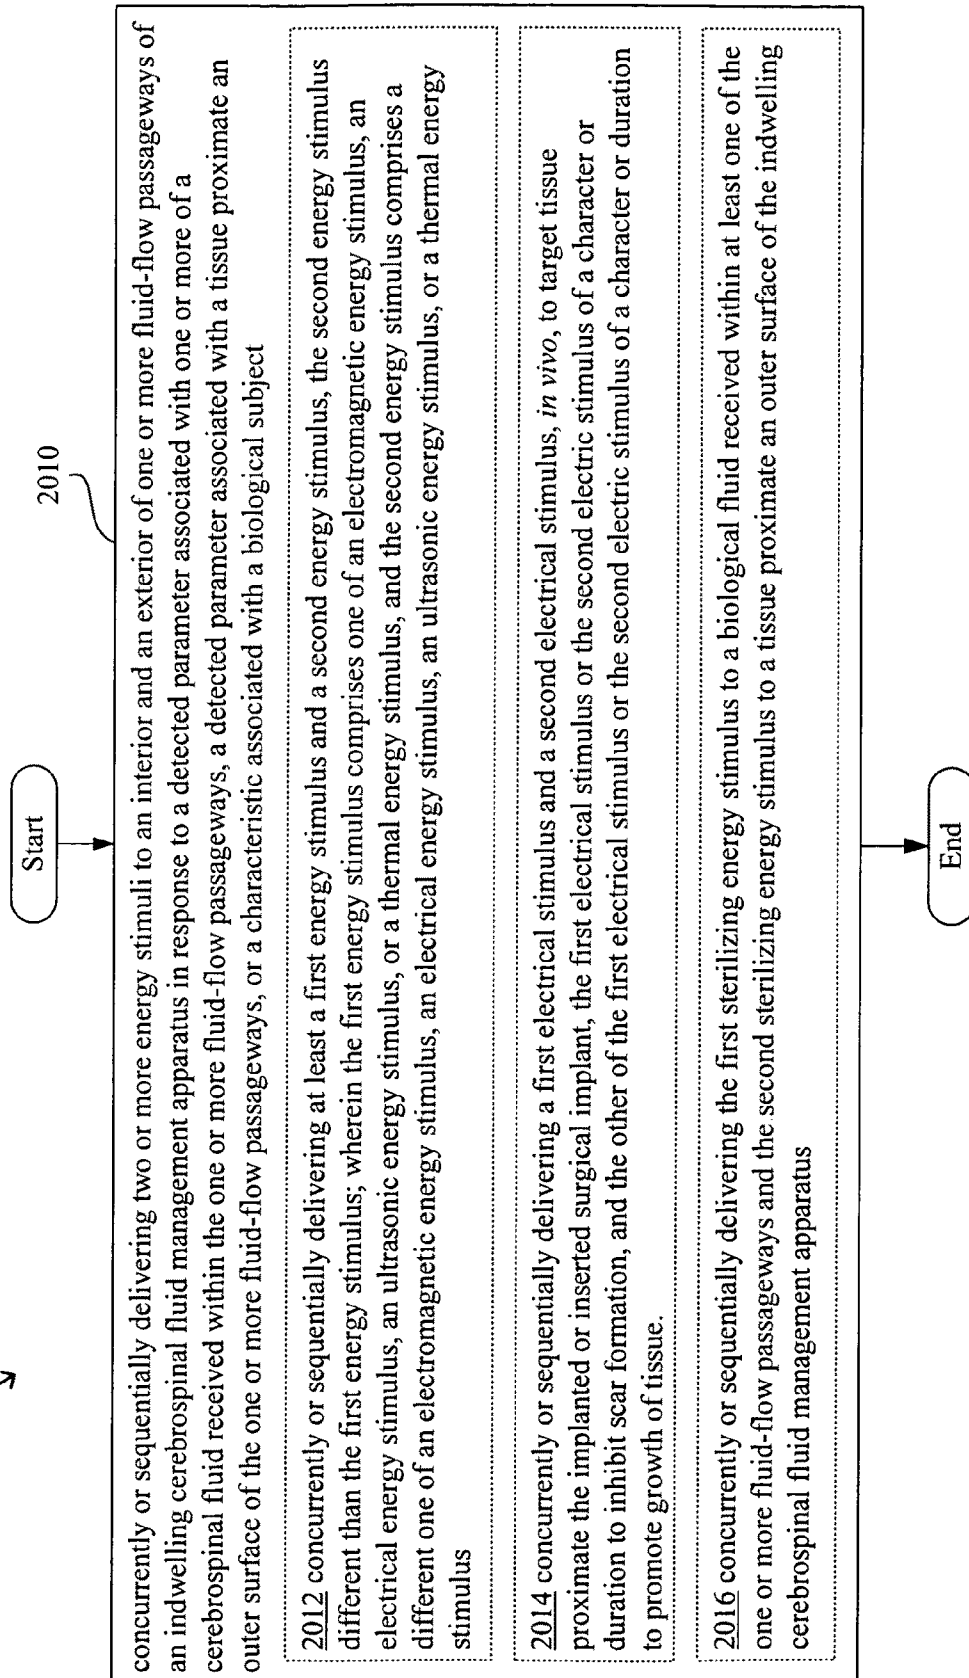 Start
2010
concurrently or sequentially delivering two or more energy stimuli to an interior and an exterior of one or more fluid-flow passageways of
an indwelling cerebrospinal fluid management apparatus in response to a detected parameter associated with one or more of a
cerebrospinal fluid received within the one or more fluid-flow passageways, a detected parameter associated with a tissue proximate an
outer surface of the one or more fluid-flow passageways, or a characteristic associated with a biological subject
2012 concurrently or sequentially delivering at least a first energy stimulus and a second energy stimulus, the second energy stimulus
different than the first energy stimulus; wherein the first energy stimulus comprises one of an electromagnetic energy stimulus, an
electrical energy stimulus, an ultrasonic energy stimulus, or a thermal energy stimulus, and the second energy stimulus comprises a
different one of an electromagnetic energy stimulus, an electrical energy stimulus, an ultrasonic energy stimulus, or a thermal energy
stimulus
2014 concurrently or sequentially delivering a first electrical stimulus and a second electrical stimulus, in vivo, to target tissue
proximate the implanted or inserted surgical implant, the first electrical stimulus or the second electric stimulus of a character or
duration to inhibit scar formation, and the other of the first electrical stimulus or the second electric stimulus of a character or duration
to promote growth of tissue.
2016 concurrently or sequentially delivering the first sterilizing energy stimulus to a biological fluid received within at least one of the
one or more fluid-flow passageways and the second sterilizing energy stimulus to a tissue proximate an outer surface of the indwelling
cerebrospinal fluid management apparatus
End